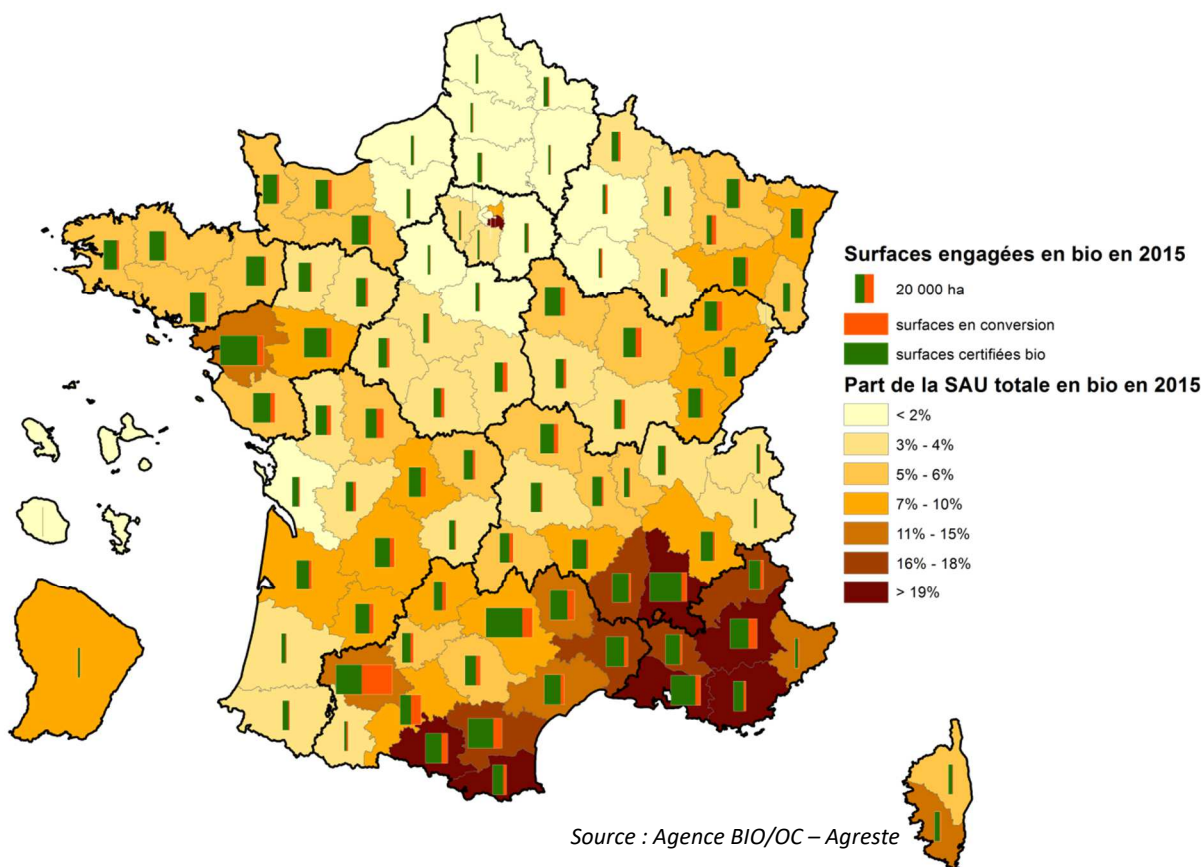 Surfaces engagées en bio en 2015
20 000 ha
surfaces en conversion
surfaces certifiées bio
Part de la SAU totale en bio en 2015
< 2%
3% - 4%
5% - 6%
7% - 10%
11% - 15%
16% - 18%
> 19%
Source : Agence BIO/OC – Agreste